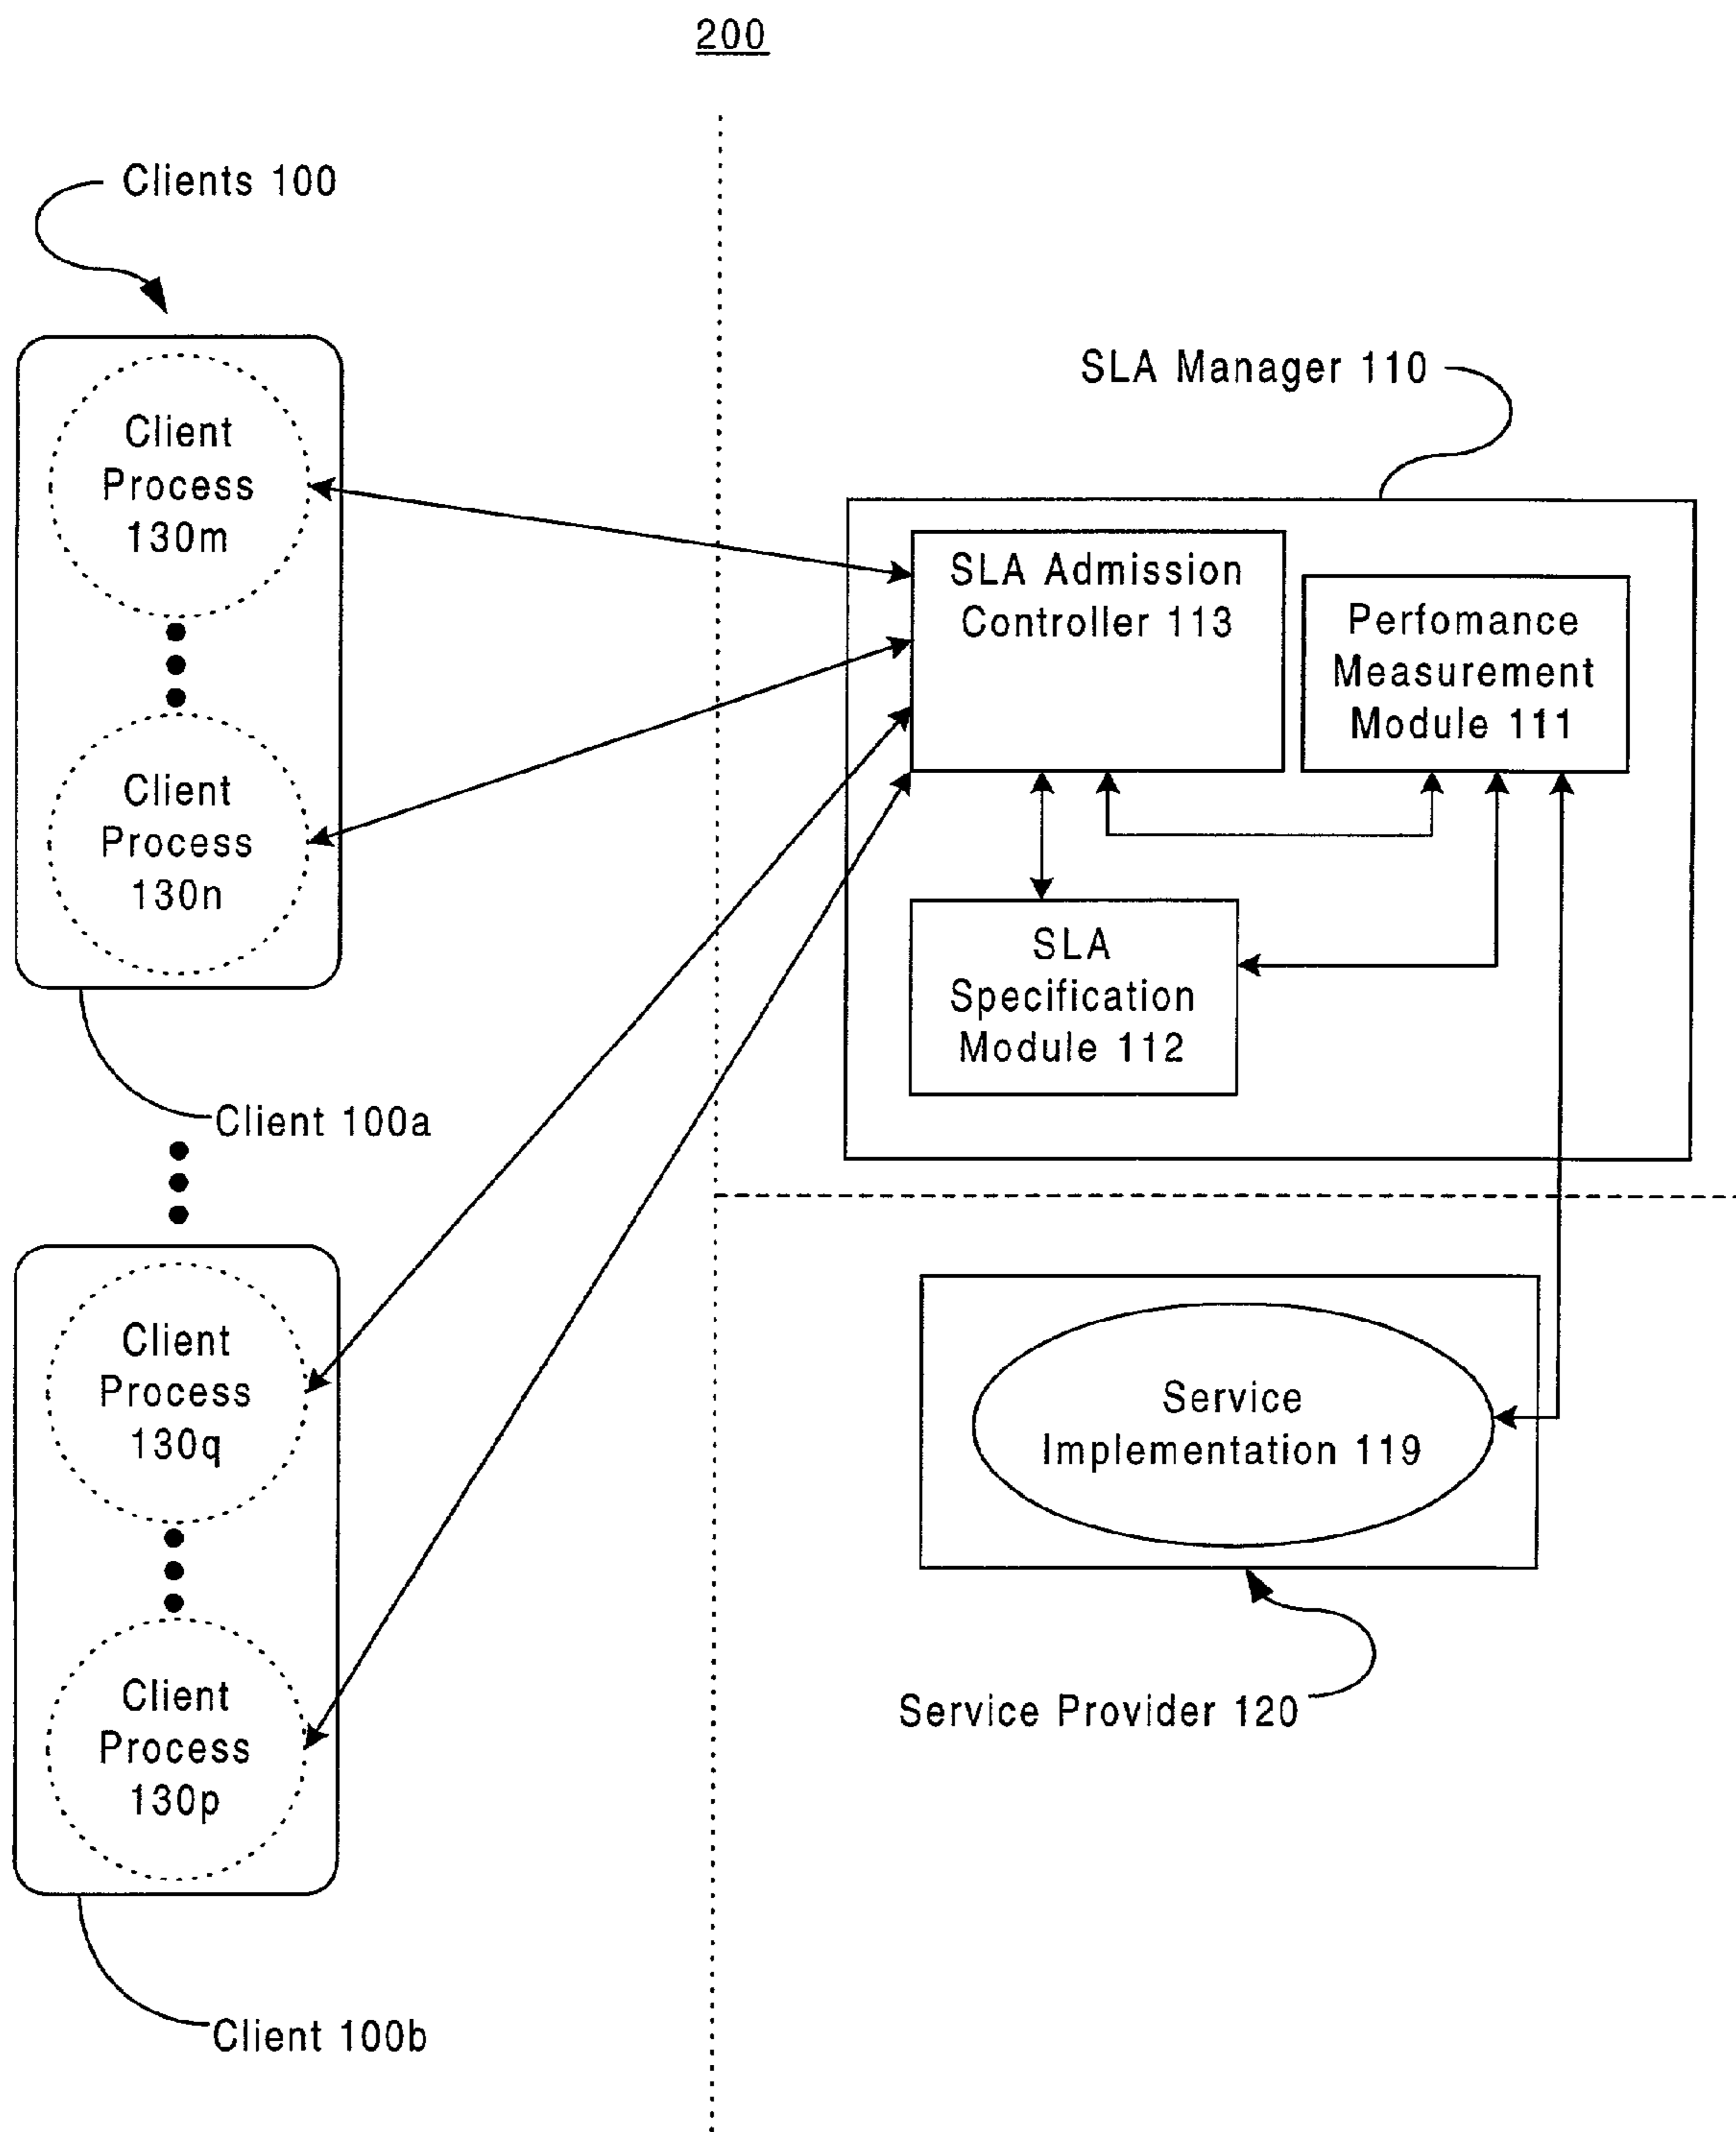 200
Clients 100
Client
Process
130m
Client
Process
130n
Client 100a
Client
Process
130q
Client
Process
130p
Client 100b
SLA Manager 110
SLA Admission
Controller 113
Perfomance
Measurement
Module 111
SLA
Specification
Module 112
Service
Implementation 119
Service Provider 120